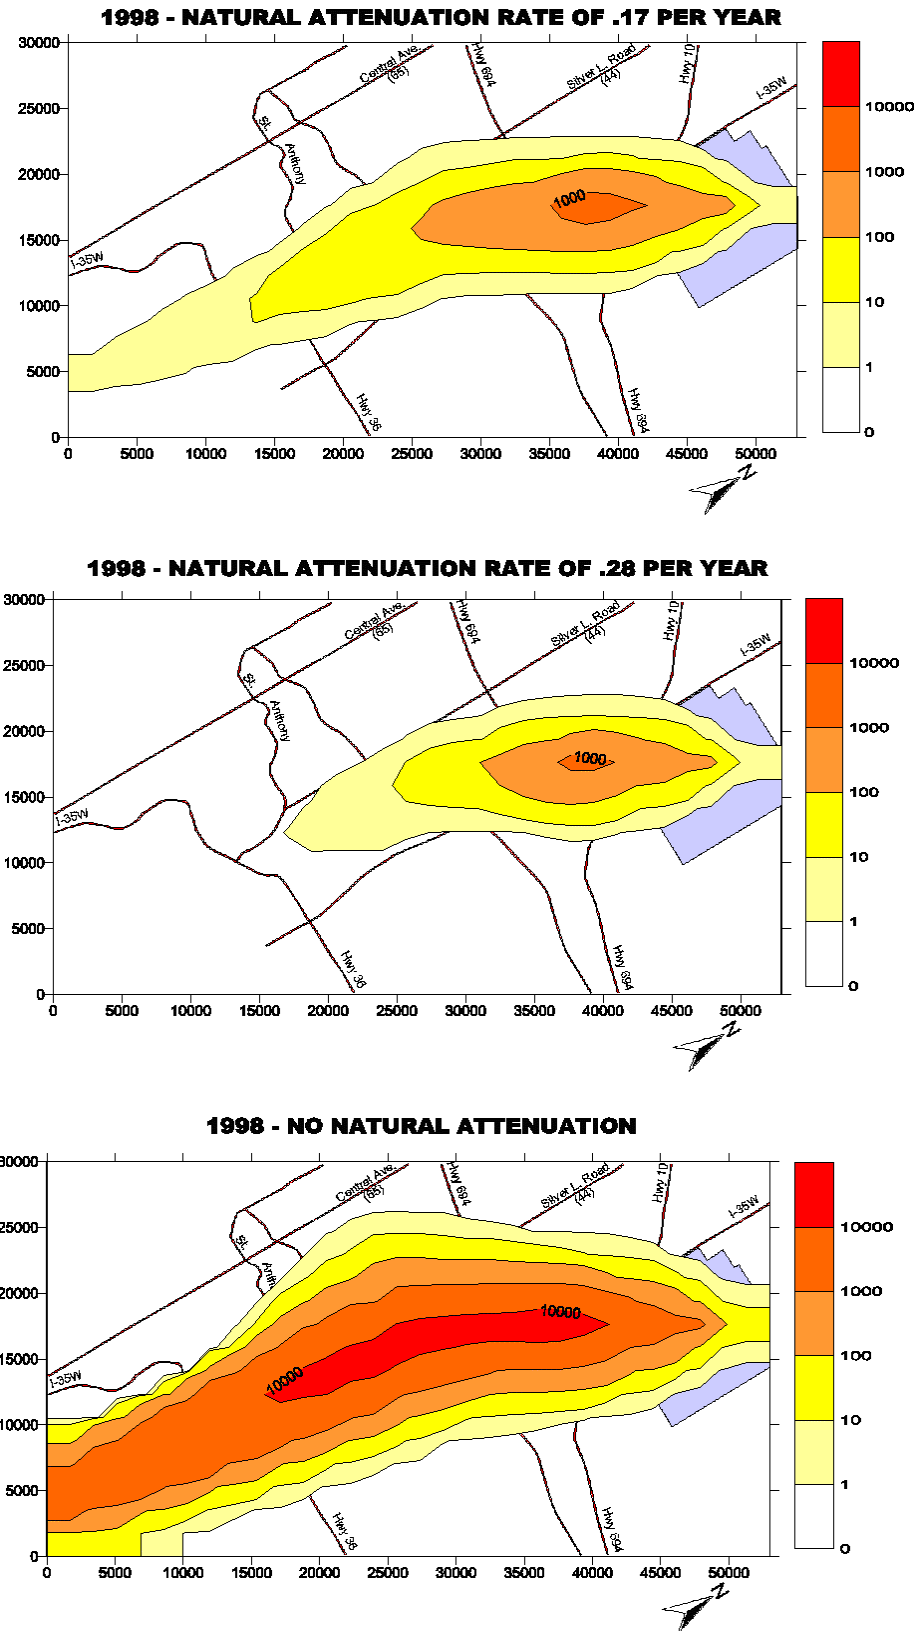 1998 - NATURAL ATTENUATION RATE OF .17 PER YEAR
30000
25000
20000
15000
10000
5000
0
0 5000 10000 15000 20000 25000 30000 35000 40000 45000 50000
Central Ave.
(65)
Hwy 694
Silver L. Road
(44)
Hwy 10
I-35W
St.
Anthony
I-35W
1000
Hwy 36
Hwy 694
10000
1000
100
10
1
0
N
1998 - NATURAL ATTENUATION RATE OF .28 PER YEAR
30000
25000
20000
15000
10000
5000
0
0 5000 10000 15000 20000 25000 30000 35000 40000 45000 50000
Central Ave.
(65)
Hwy 694
Silver L. Road
(44)
Hwy 10
I-35W
St.
Anthony
I-35W
1000
Hwy 36
Hwy 694
10000
1000
100
10
1
0
N
1998 - NO NATURAL ATTENUATION
30000
25000
20000
15000
10000
5000
0
0 5000 10000 15000 20000 25000 30000 35000 40000 45000 50000
Central Ave.
(65)
Hwy 694
Silver L. Road
(44)
Hwy 10
I-35W
St.
Anth
I-35W
10000
10000
Hwy 36
Hwy 694
10000
1000
100
10
1
0
N